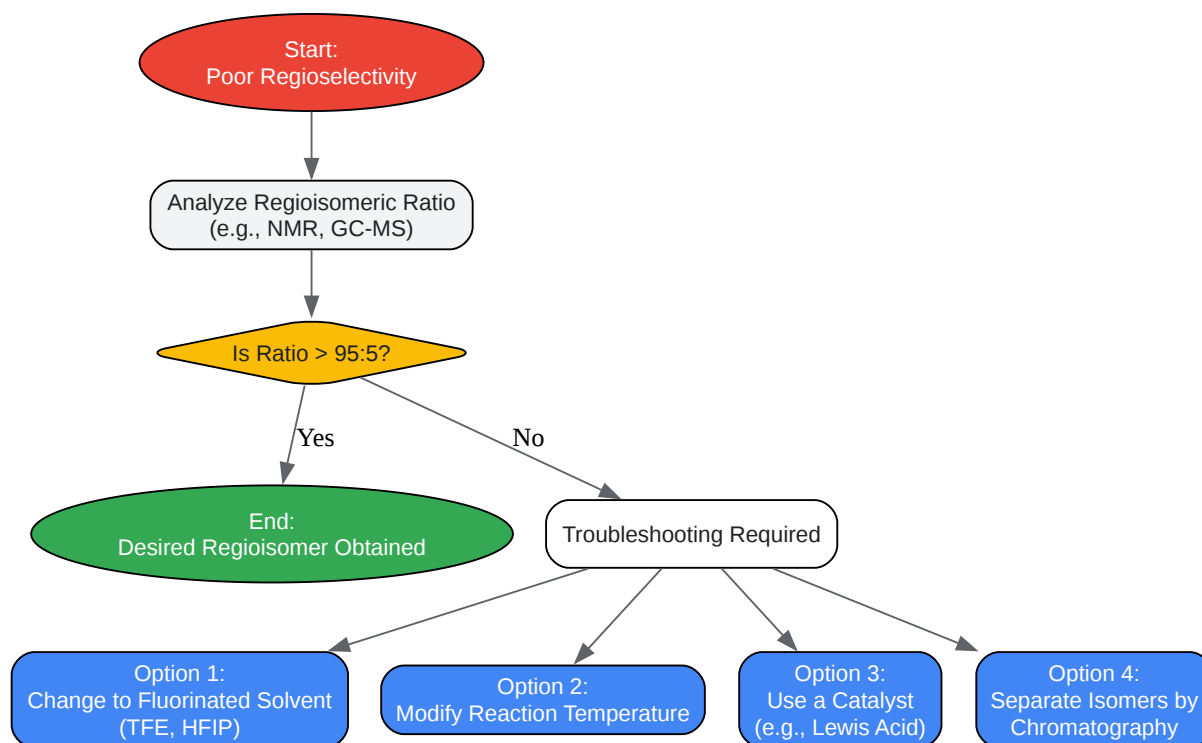 Start:
Poor Regioselectivity
Analyze Regioisomeric Ratio
(e.g., NMR, GC-MS)
Is Ratio > 95:5?
Yes
No
End:
Desired Regioisomer Obtained
Troubleshooting Required
Option 1:
Change to Fluorinated Solvent
(TFE, HFIP)
Option 2:
Modify Reaction Temperature
Option 3:
Use a Catalyst
(e.g., Lewis Acid)
Option 4:
Separate Isomers by
Chromatography